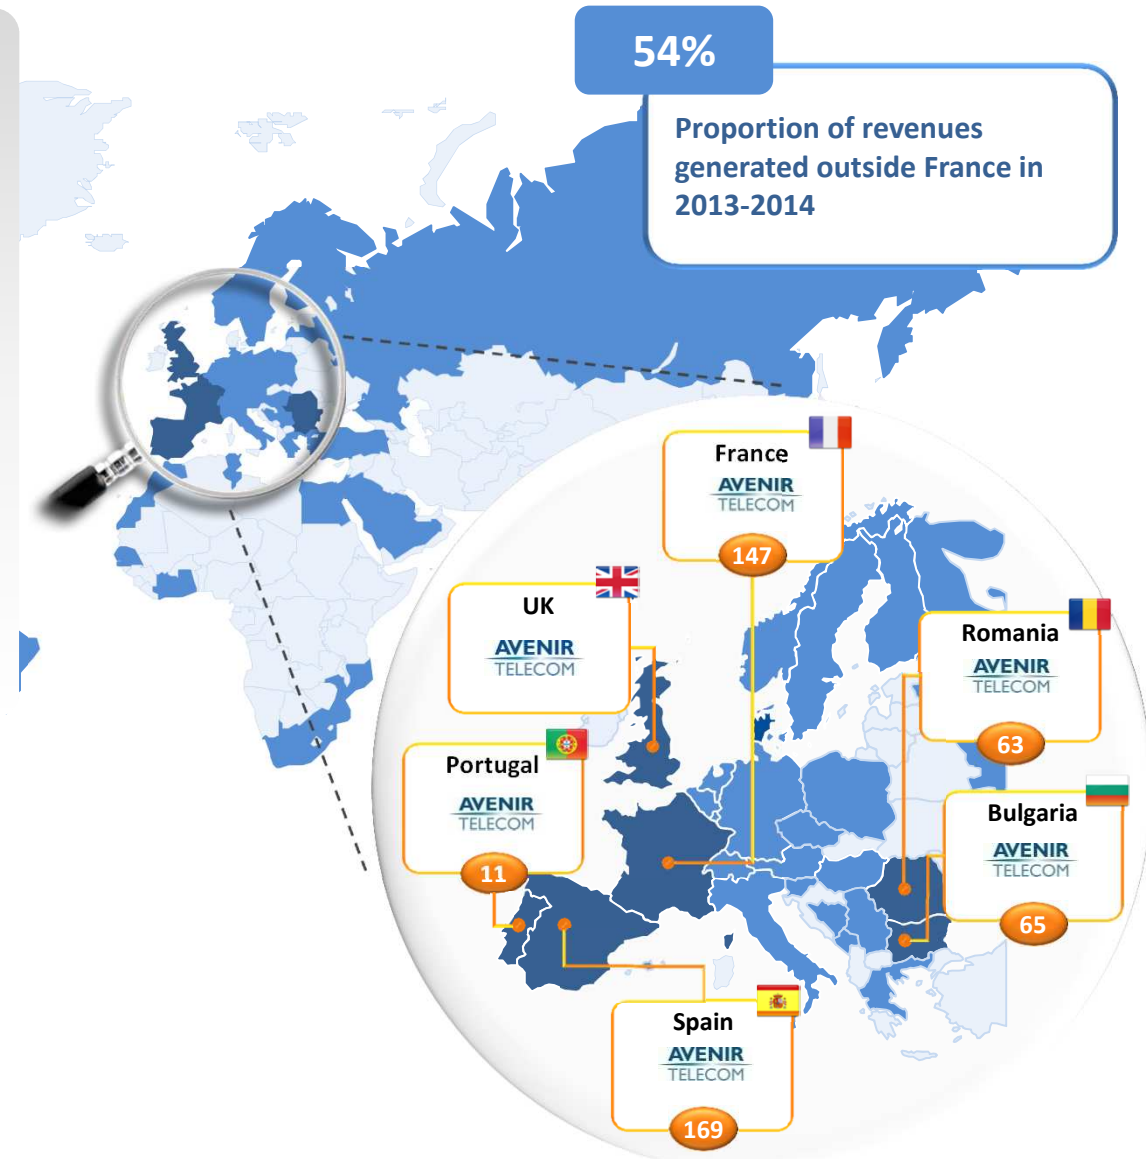 54%
Proportion of revenues
generated outside France in
2013-2014
France
AVENIR
TELECOM
147
UK
AVENIR
TELECOM
Romania
AVENIR
TELECOM
63
Portugal
AVENIR
TELECOM
11
Bulgaria
AVENIR
TELECOM
65
Spain
AVENIR
TELECOM
169